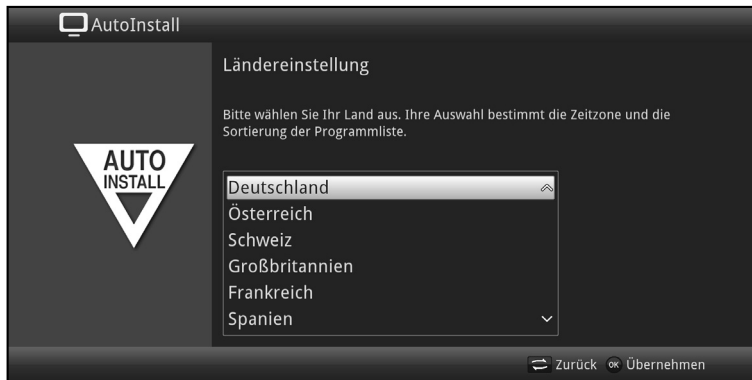 AutoInstall
Ländereinstellung
Bitte wählen Sie Ihr Land aus. Ihre Auswahl bestimmt die Zeitzone und die
Sortierung der Programmliste.
AUTO
INSTALL
Deutschland
Österreich
Schweiz
Großbritannien
Frankreich
Spanien
Zurück OK Übernehmen